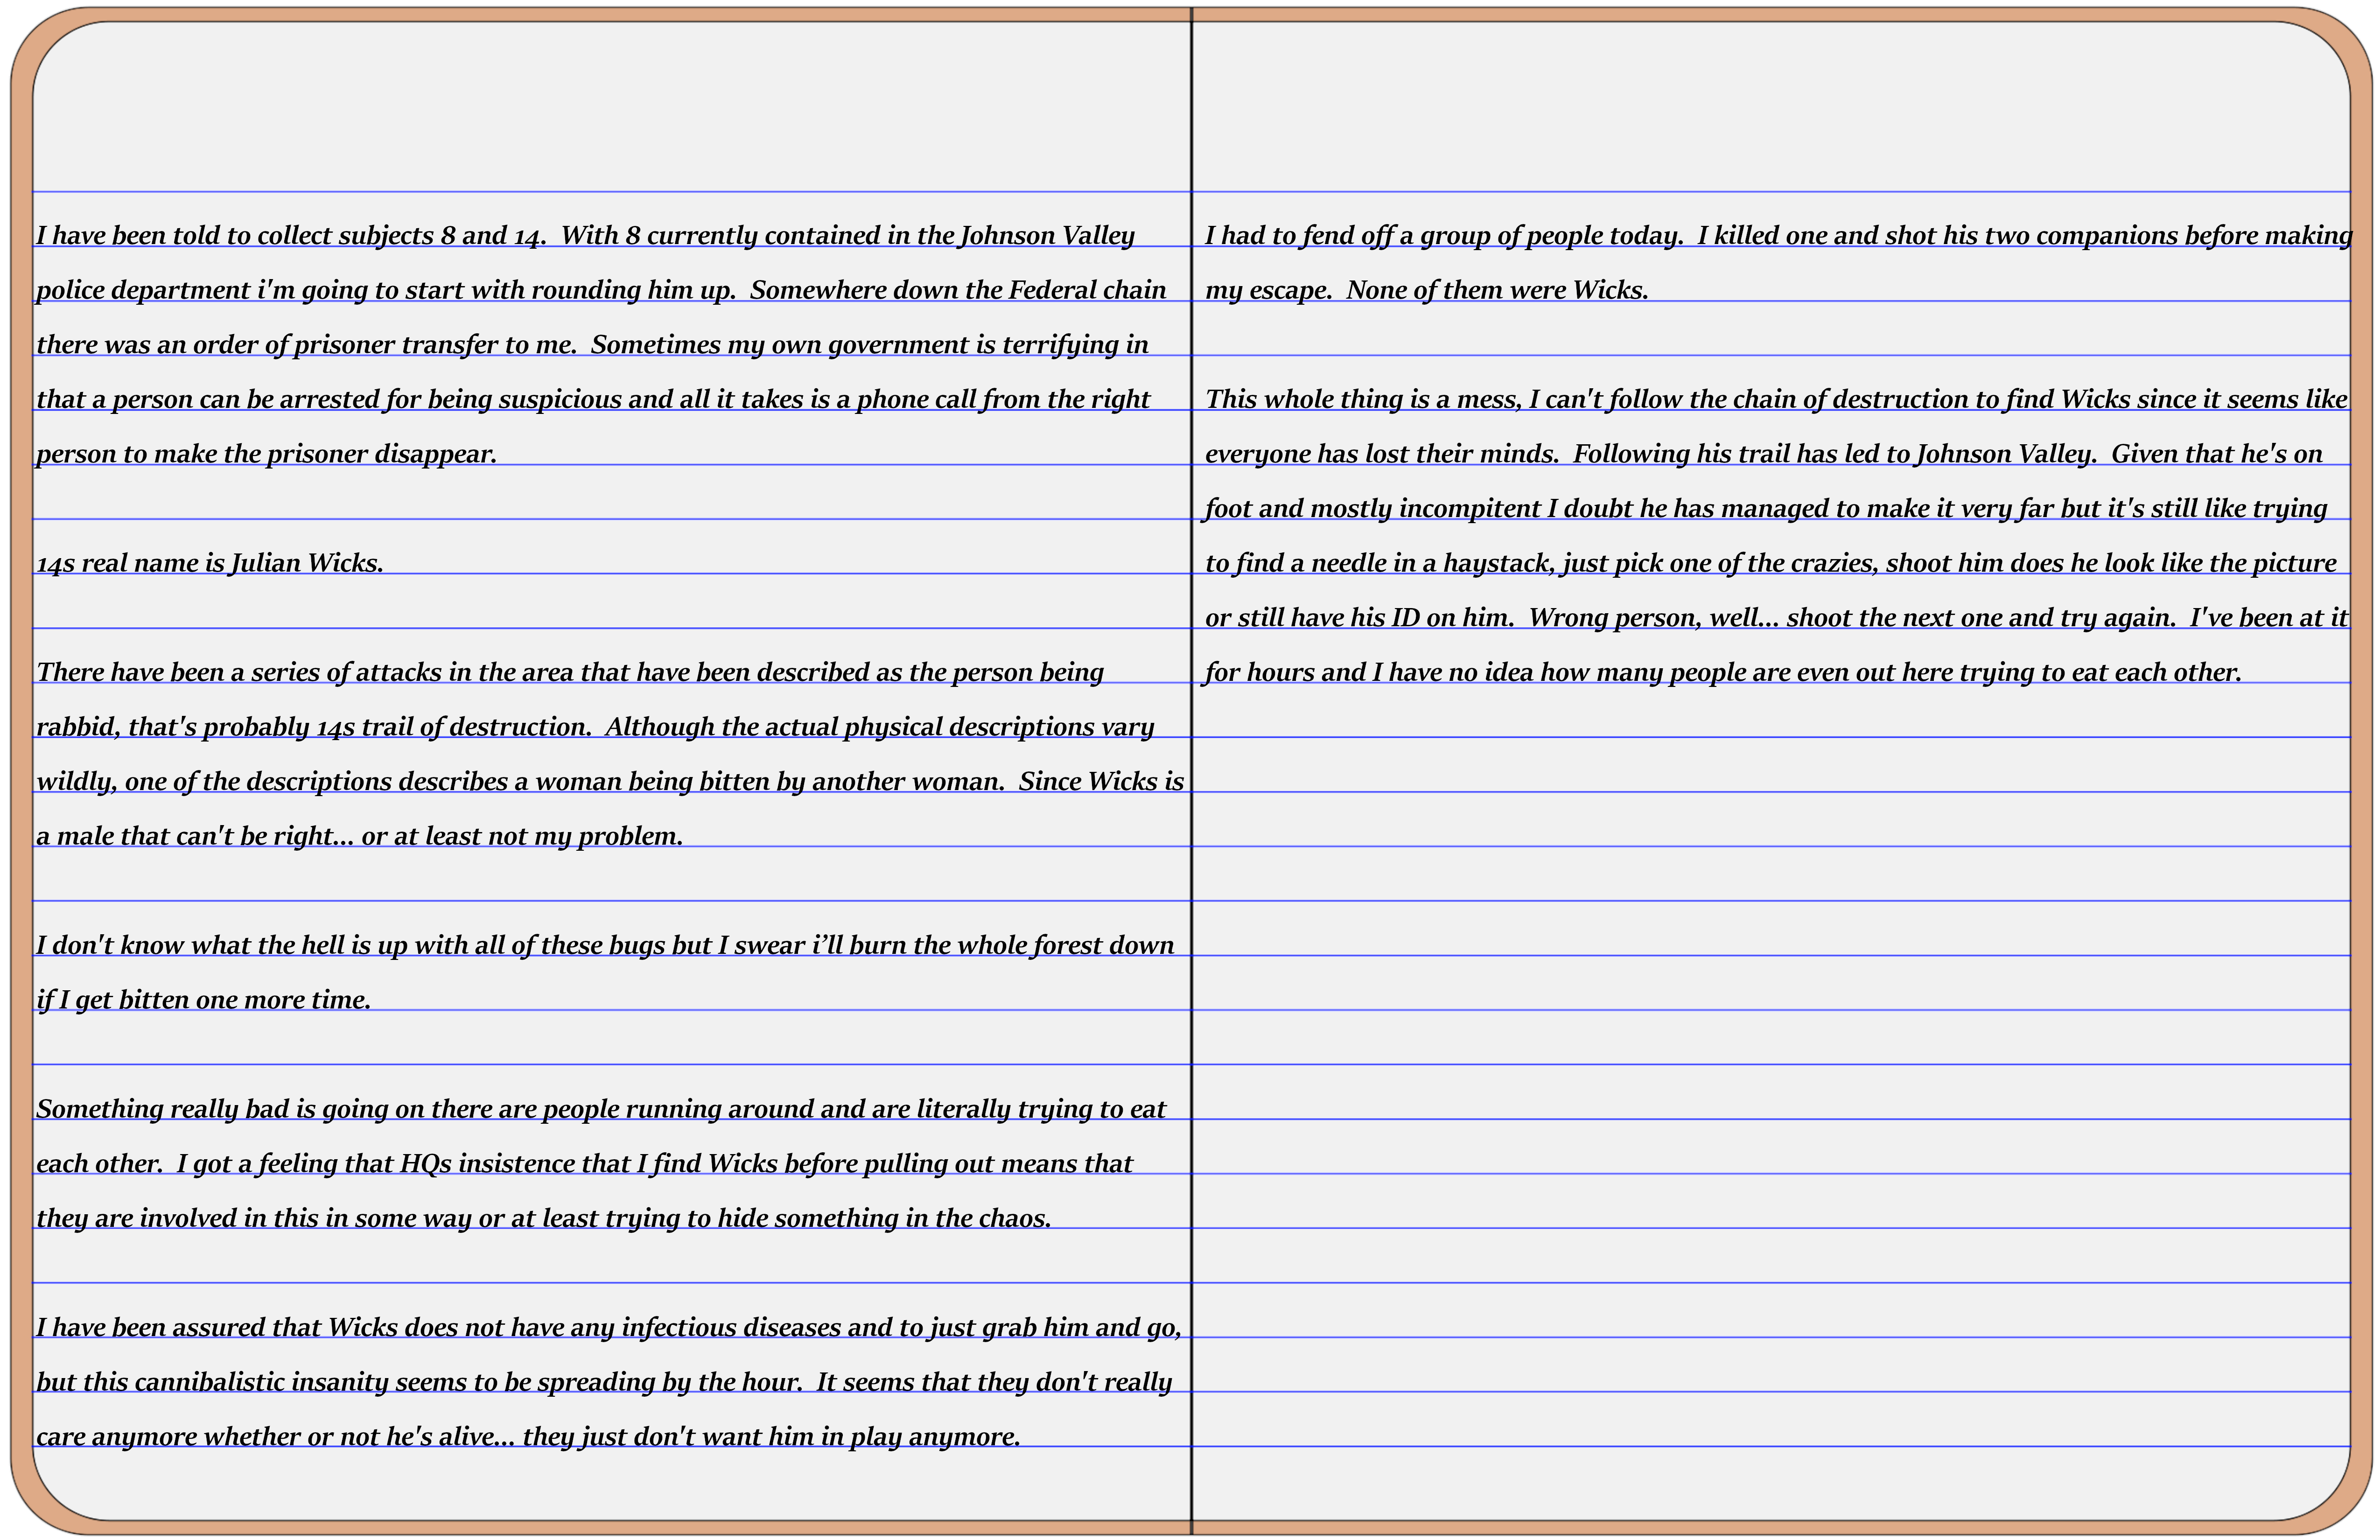 I have been told to collect subjects 8 and 14.  With 8 currently contained in the Johnson Valley
police department i'm going to start with rounding him up.  Somewhere down the Federal chain
there was an order of prisoner transfer to me.  Sometimes my own government is terrifying in
that a person can be arrested for being suspicious and all it takes is a phone call from the right
person to make the prisoner disappear.
14s real name is Julian Wicks.
There have been a series of attacks in the area that have been described as the person being
rabbid, that's probably 14s trail of destruction.  Although the actual physical descriptions vary
wildly, one of the descriptions describes a woman being bitten by another woman.  Since Wicks is
a male that can't be right... or at least not my problem.
I don't know what the hell is up with all of these bugs but I swear i’ll burn the whole forest down
if I get bitten one more time.
Something really bad is going on there are people running around and are literally trying to eat
each other.  I got a feeling that HQs insistence that I find Wicks before pulling out means that
they are involved in this in some way or at least trying to hide something in the chaos.
I have been assured that Wicks does not have any infectious diseases and to just grab him and go,
but this cannibalistic insanity seems to be spreading by the hour.  It seems that they don't really
care anymore whether or not he's alive... they just don't want him in play anymore.
I had to fend off a group of people today.  I killed one and shot his two companions before making
my escape.  None of them were Wicks.
This whole thing is a mess, I can't follow the chain of destruction to find Wicks since it seems like
everyone has lost their minds.  Following his trail has led to Johnson Valley.  Given that he's on
foot and mostly incompitent I doubt he has managed to make it very far but it's still like trying
to find a needle in a haystack, just pick one of the crazies, shoot him does he look like the picture
or still have his ID on him.  Wrong person, well... shoot the next one and try again.  I've been at it
for hours and I have no idea how many people are even out here trying to eat each other.